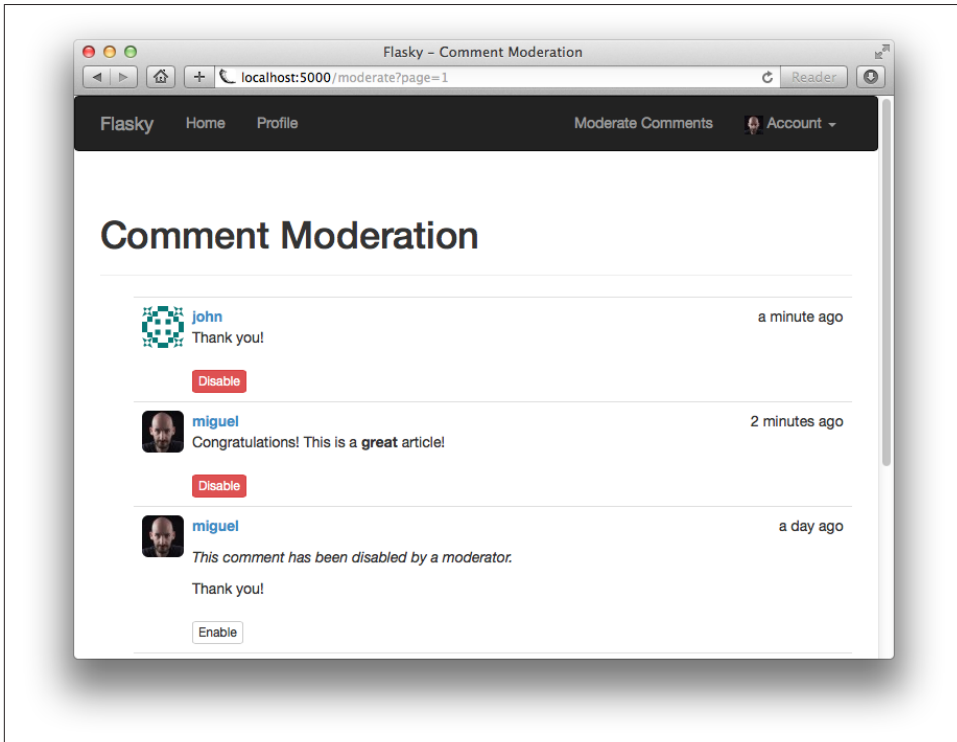 Flasky – Comment Moderation
localhost:5000/moderate?page=1
Reader
Flasky Home Profile Moderate Comments Account
Comment Moderation
john a minute ago
Thank you!
Disable
miguel 2 minutes ago
Congratulations! This is a great article!
Disable
miguel a day ago
This comment has been disabled by a moderator.
Thank you!
Enable